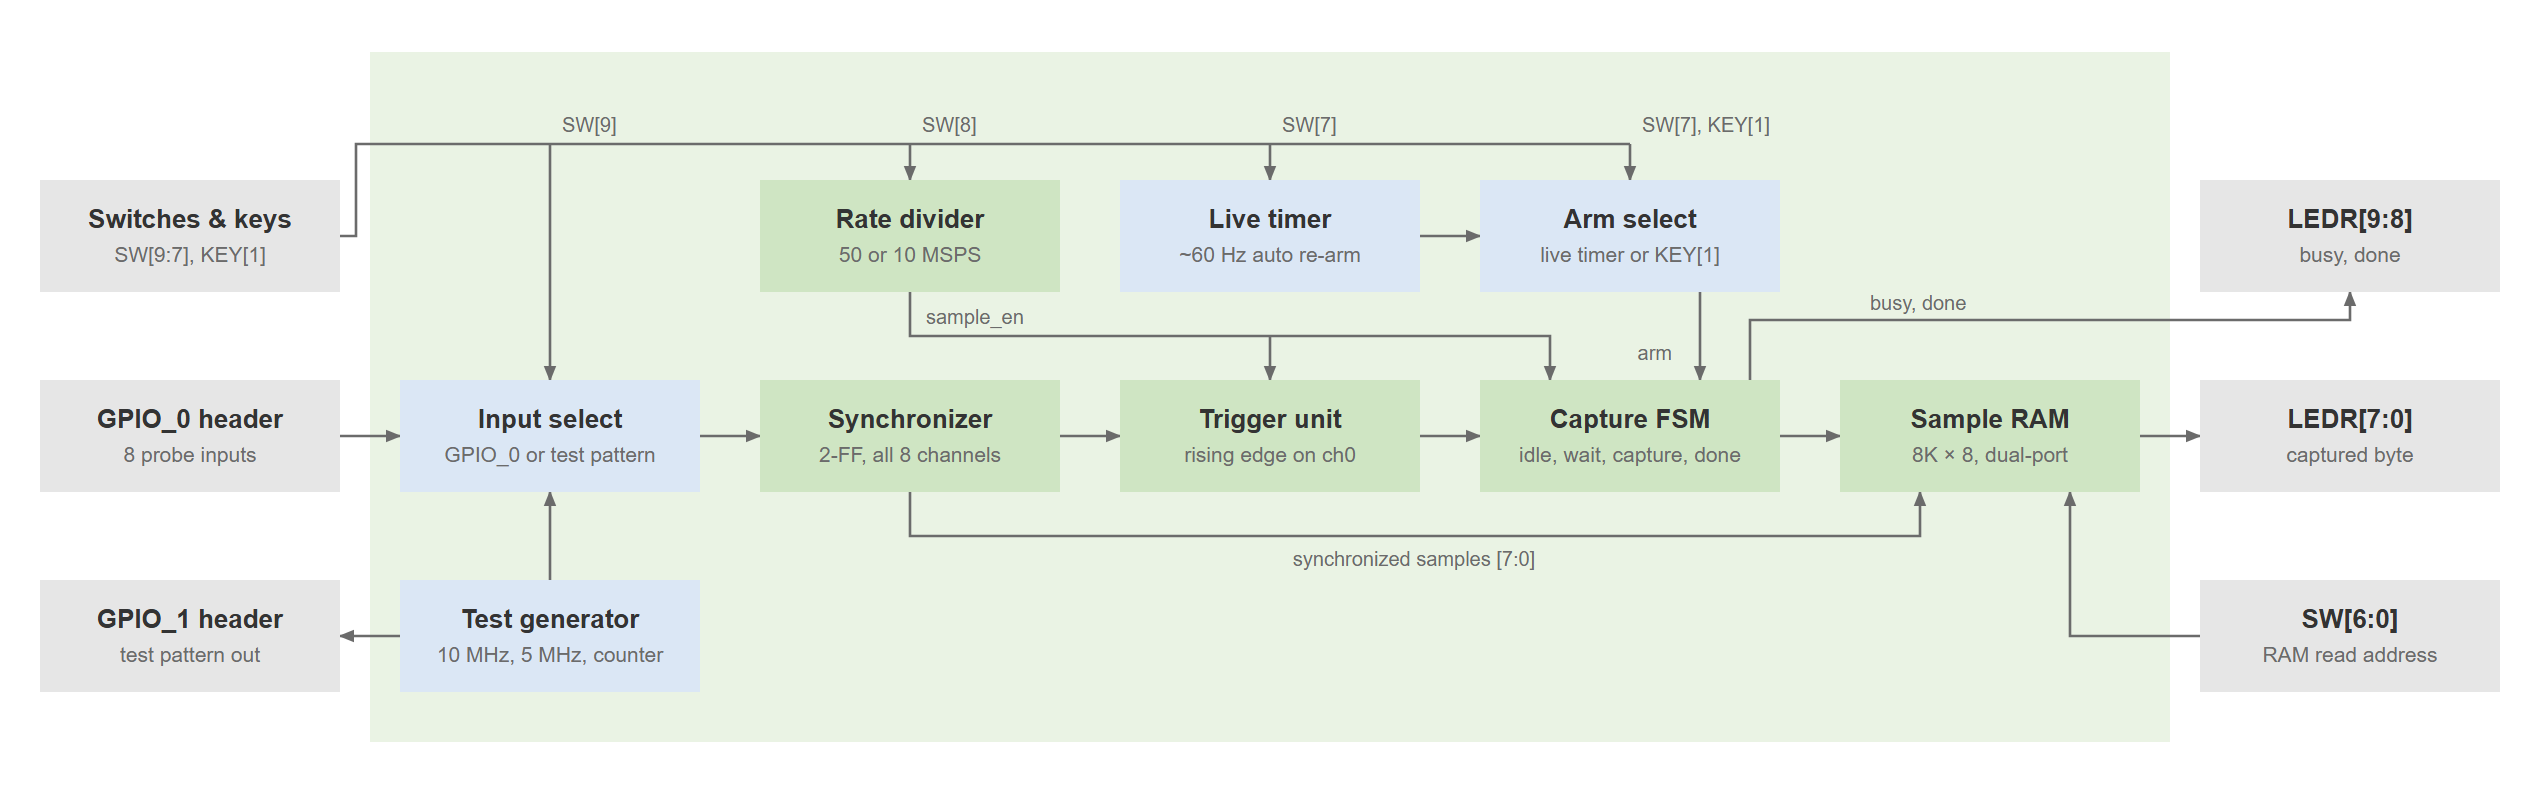 SW[9]
SW[8]
SW[7]
SW[7], KEY[1]
Switches & keys
SW[9:7], KEY[1]
Rate divider
50 or 10 MSPS
Live timer
~60 Hz auto re-arm
Arm select
live timer or KEY[1]
LEDR[9:8]
busy, done
sample_en
busy, done
arm
GPIO_0 header
8 probe inputs
Input select
GPIO_0 or test pattern
Synchronizer
2-FF, all 8 channels
Trigger unit
rising edge on ch0
Capture FSM
idle, wait, capture, done
Sample RAM
8K × 8, dual-port
LEDR[7:0]
captured byte
synchronized samples [7:0]
GPIO_1 header
test pattern out
Test generator
10 MHz, 5 MHz, counter
SW[6:0]
RAM read address